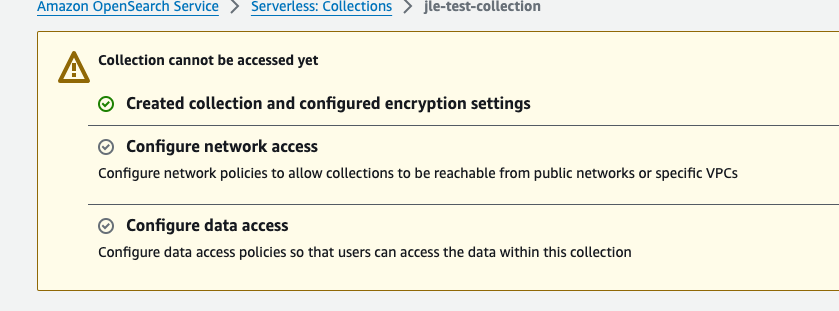 Amazon OpenSearch Service > Serverless: Collections > jle-test-collection
Collection cannot be accessed yet
Created collection and configured encryption settings
Configure network access
Configure network policies to allow collections to be reachable from public networks or specific VPCs
Configure data access
Configure data access policies so that users can access the data within this collection